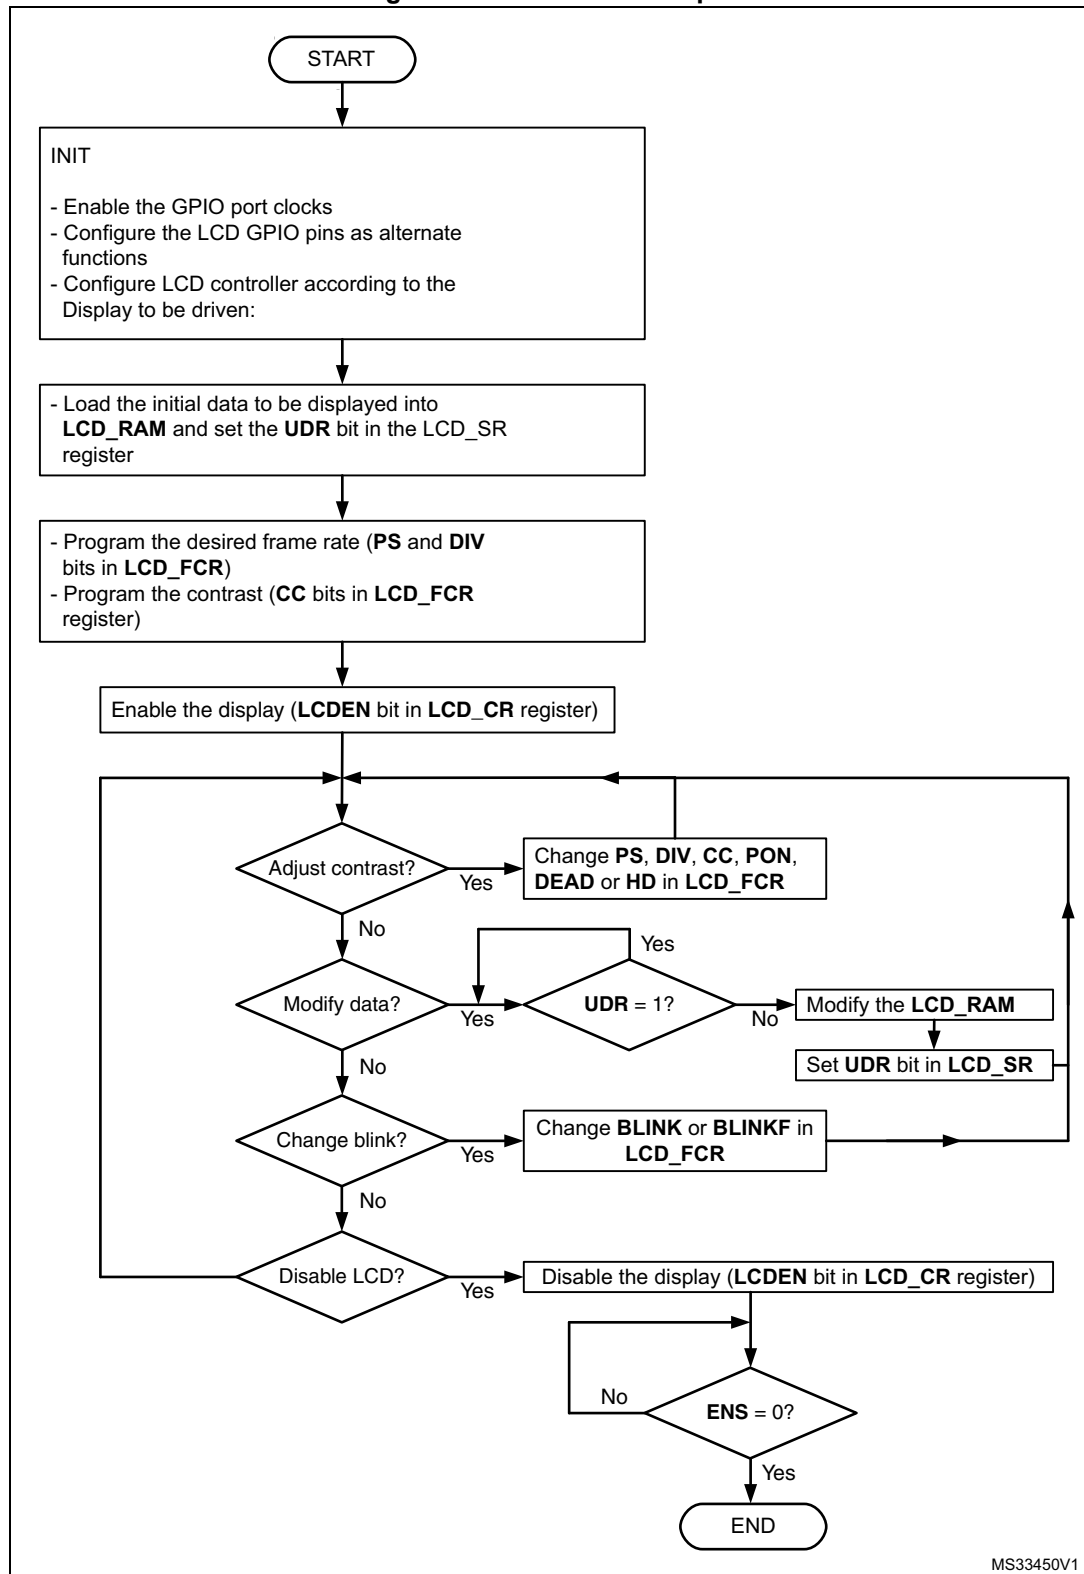 START
INIT
- Enable the GPIO port clocks
- Configure the LCD GPIO pins as alternate
functions
- Configure LCD controller according to the
Display to be driven:
- Load the initial data to be displayed into
LCD_RAM and set the UDR bit in the LCD_SR
register
- Program the desired frame rate (PS and DIV
bits in LCD_FCR)
- Program the contrast (CC bits in LCD_FCR
register)
Enable the display (LCDEN bit in LCD_CR register)
Adjust contrast?
Yes
Change PS, DIV, CC, PON,
DEAD or HD in LCD_FCR
No
Modify data?
Yes
Yes
UDR = 1?
No
Modify the LCD_RAM
Set UDR bit in LCD_SR
No
Change blink?
Yes
Change BLINK or BLINKF in
LCD_FCR
No
Disable LCD?
Yes
Disable the display (LCDEN bit in LCD_CR register)
No
ENS = 0?
Yes
END
MS33450V1